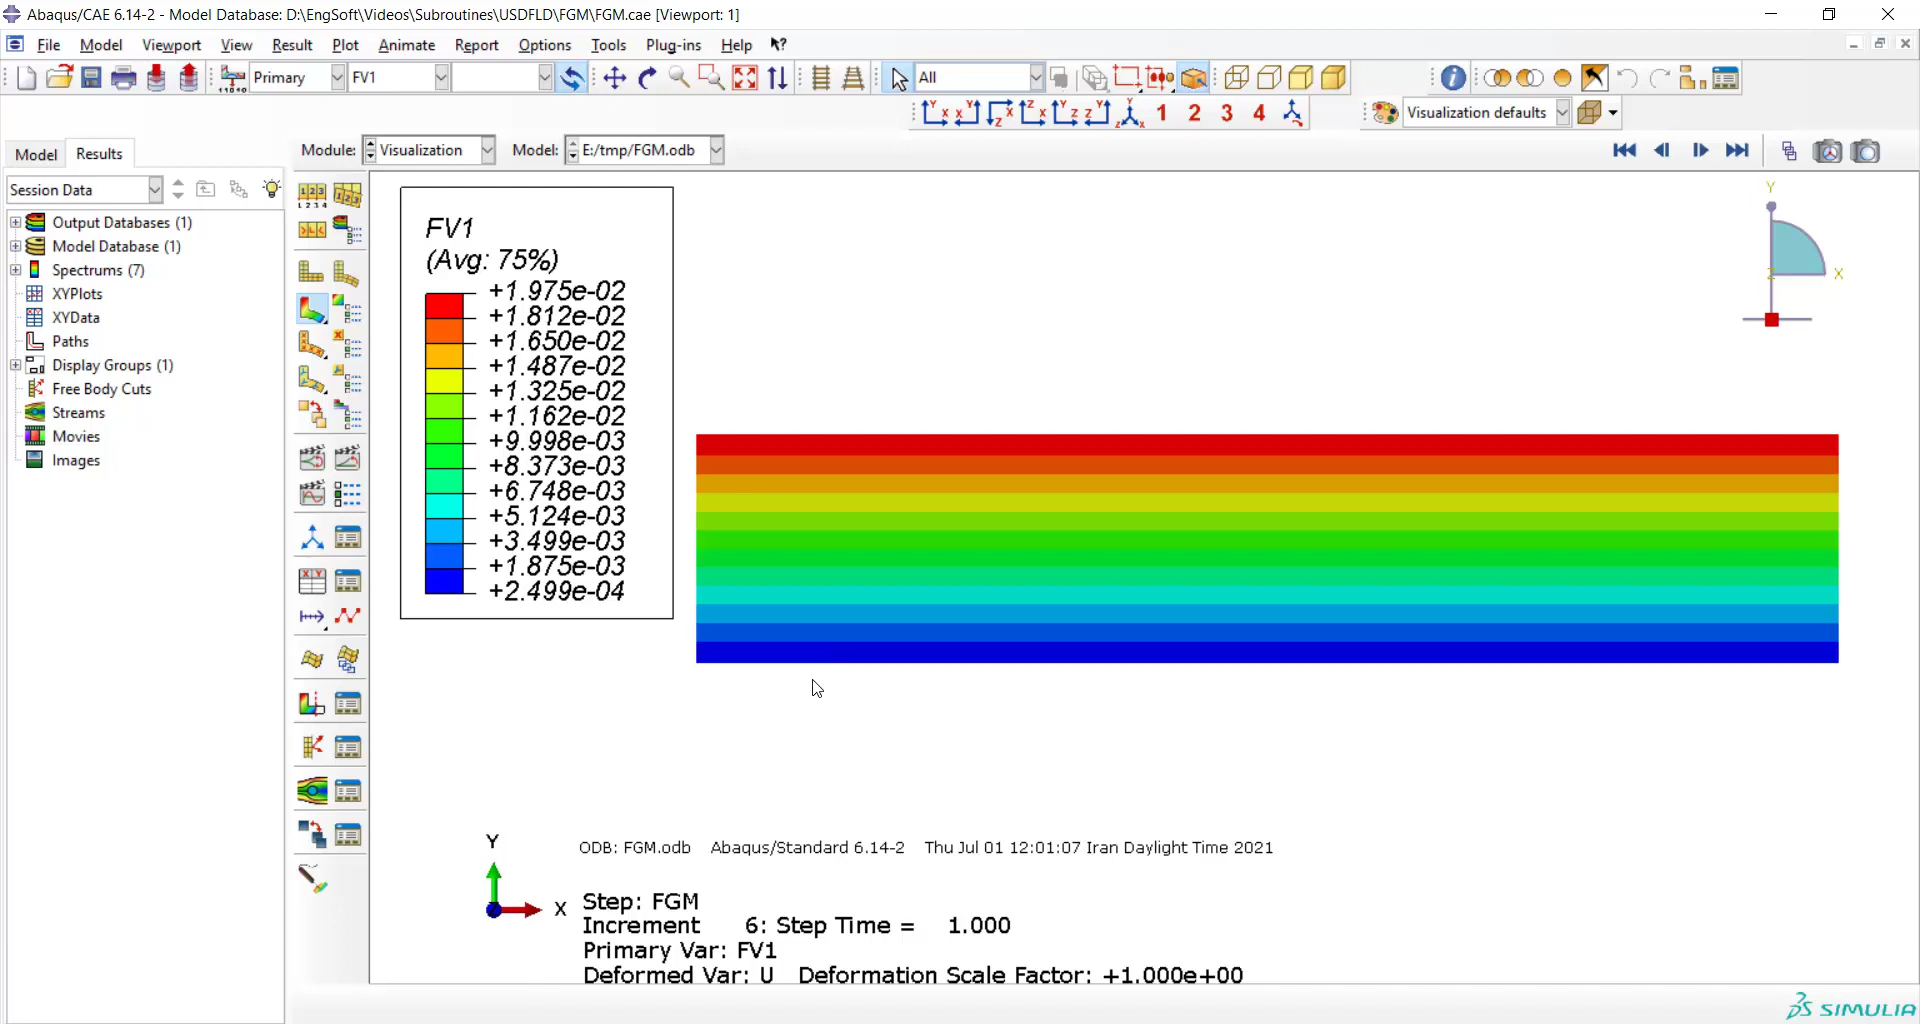 Abaqus/CAE 6.14-2 - Model Database: D:\EngSoft\Videos\Subroutines\USDFLD\FGM\FGM.cae [Viewport: 1]
File Model Viewport View Result Plot Animate Report Options Tools Plug-ins Help
Primary FV1 All
1 2 3 4 Visualization defaults
Model Results Module: Visualization Model: E:/tmp/FGM.odb
Session Data
Output Databases (1)
Model Database (1)
Spectrums (7)
XYPlots
XYData
Paths
Display Groups (1)
Free Body Cuts
Streams
Movies
Images
FV1
(Avg: 75%)
+1.975e-02
+1.812e-02
+1.650e-02
+1.487e-02
+1.325e-02
+1.162e-02
+9.998e-03
+8.373e-03
+6.748e-03
+5.124e-03
+3.499e-03
+1.875e-03
+2.499e-04
Y
X
Z
Y
X
ODB: FGM.odb Abaqus/Standard 6.14-2 Thu Jul 01 12:01:07 Iran Daylight Time 2021
Step: FGM
Increment 6: Step Time = 1.000
Primary Var: FV1
Deformed Var: U Deformation Scale Factor: +1.000e+00
SIMULIA